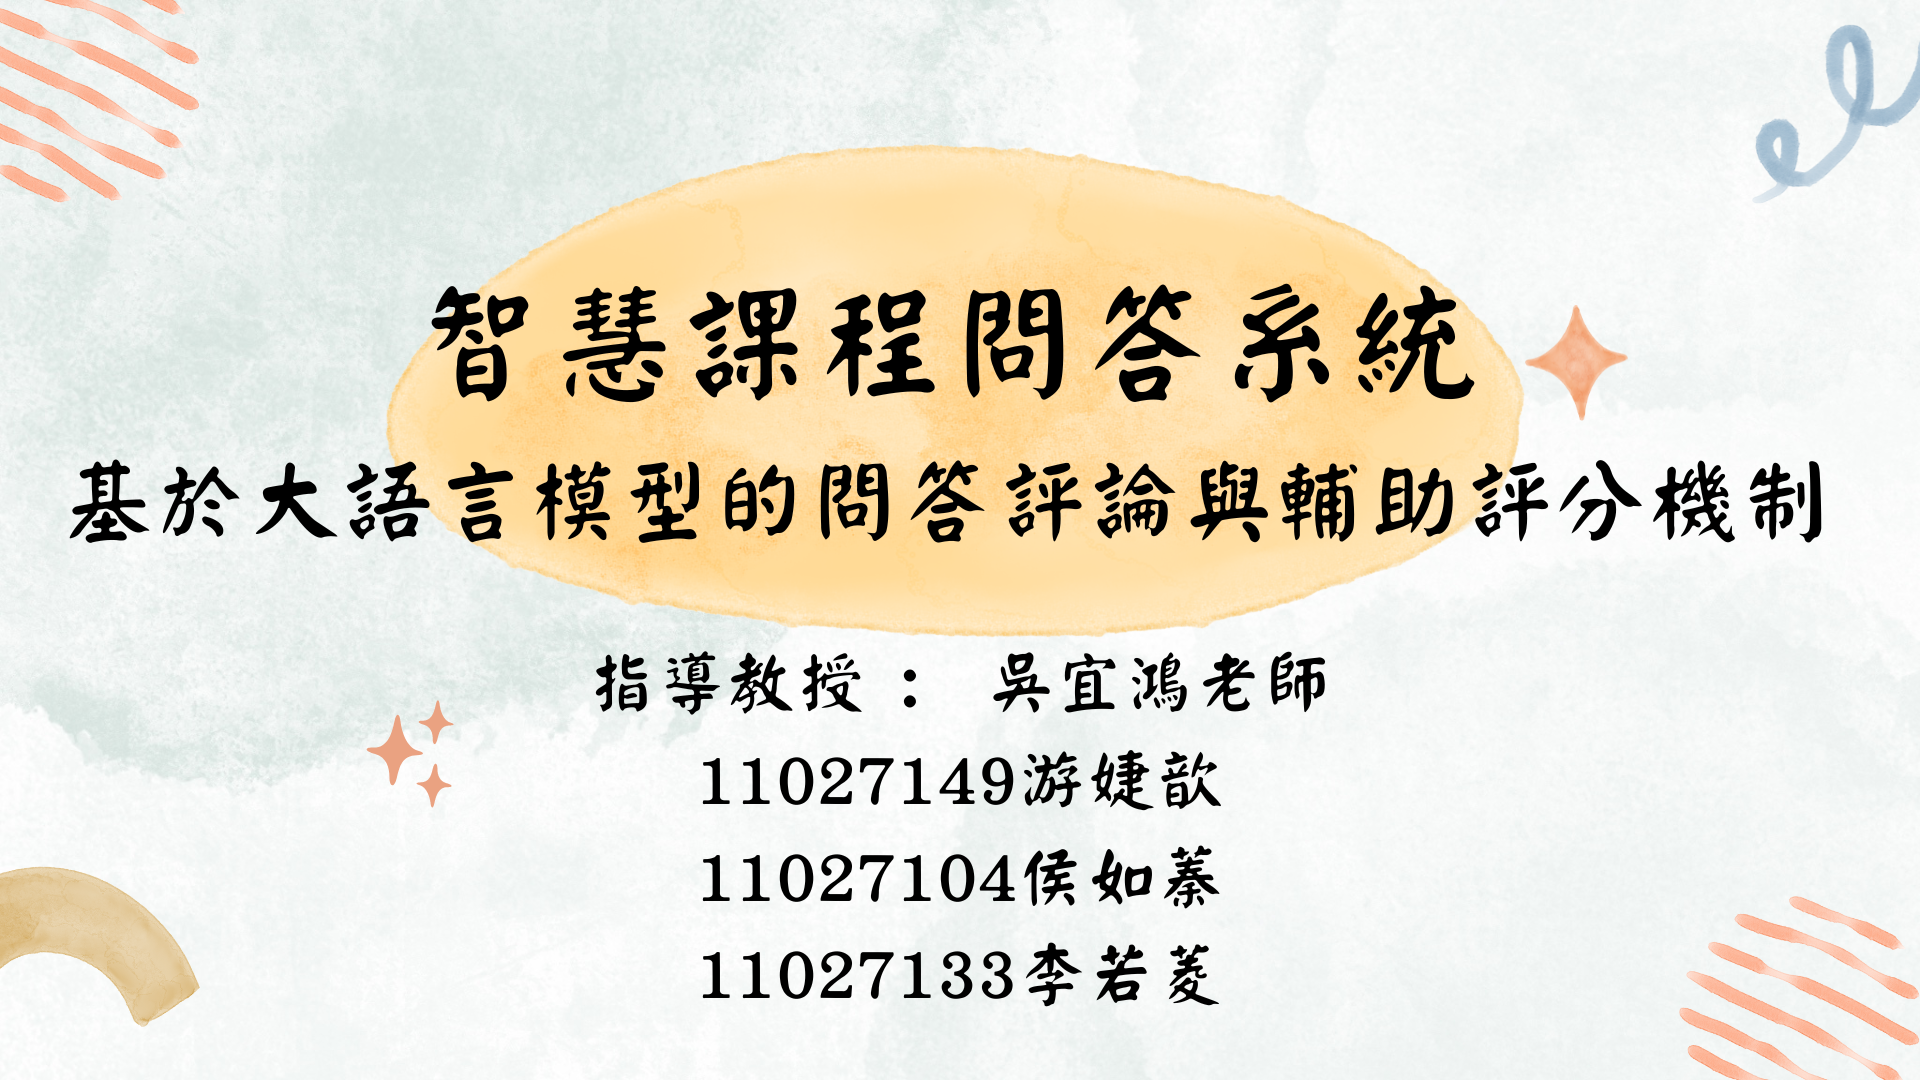 智慧課程問答系統
基於大語言模型的問答評論與輔助評分機制
指導教授： 吳宜鴻老師
11027149游婕歆
11027104侯如蓁
11027133李若菱